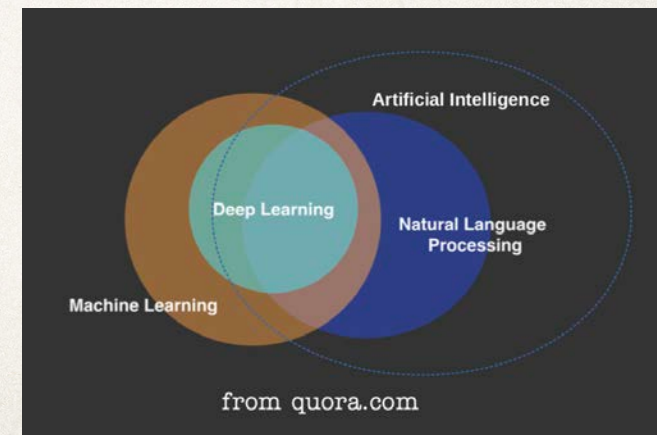 Artificial Intelligence
Deep Learning
Natural Language
Processing
Machine Learning
from quora.com